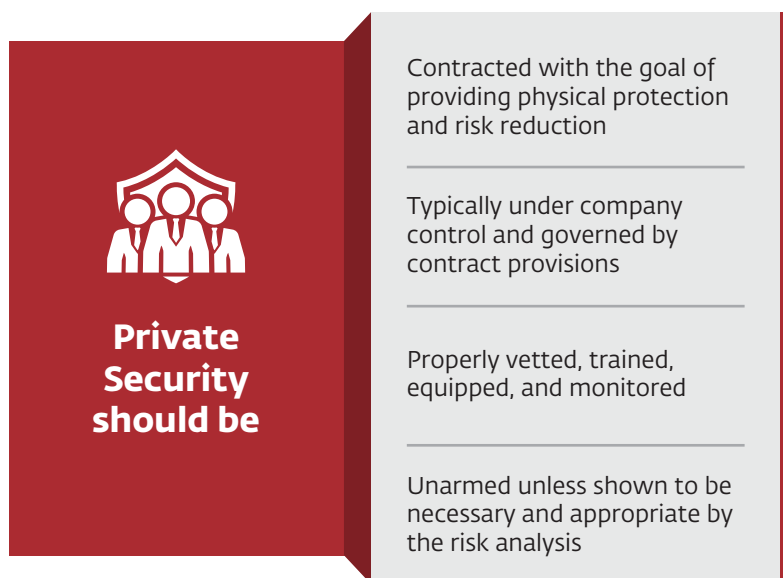 Private
Security
should be
Contracted with the goal of
providing physical protection
and risk reduction
Typically under company
control and governed by
contract provisions
Properly vetted, trained,
equipped, and monitored
Unarmed unless shown to be
necessary and appropriate by
the risk analysis